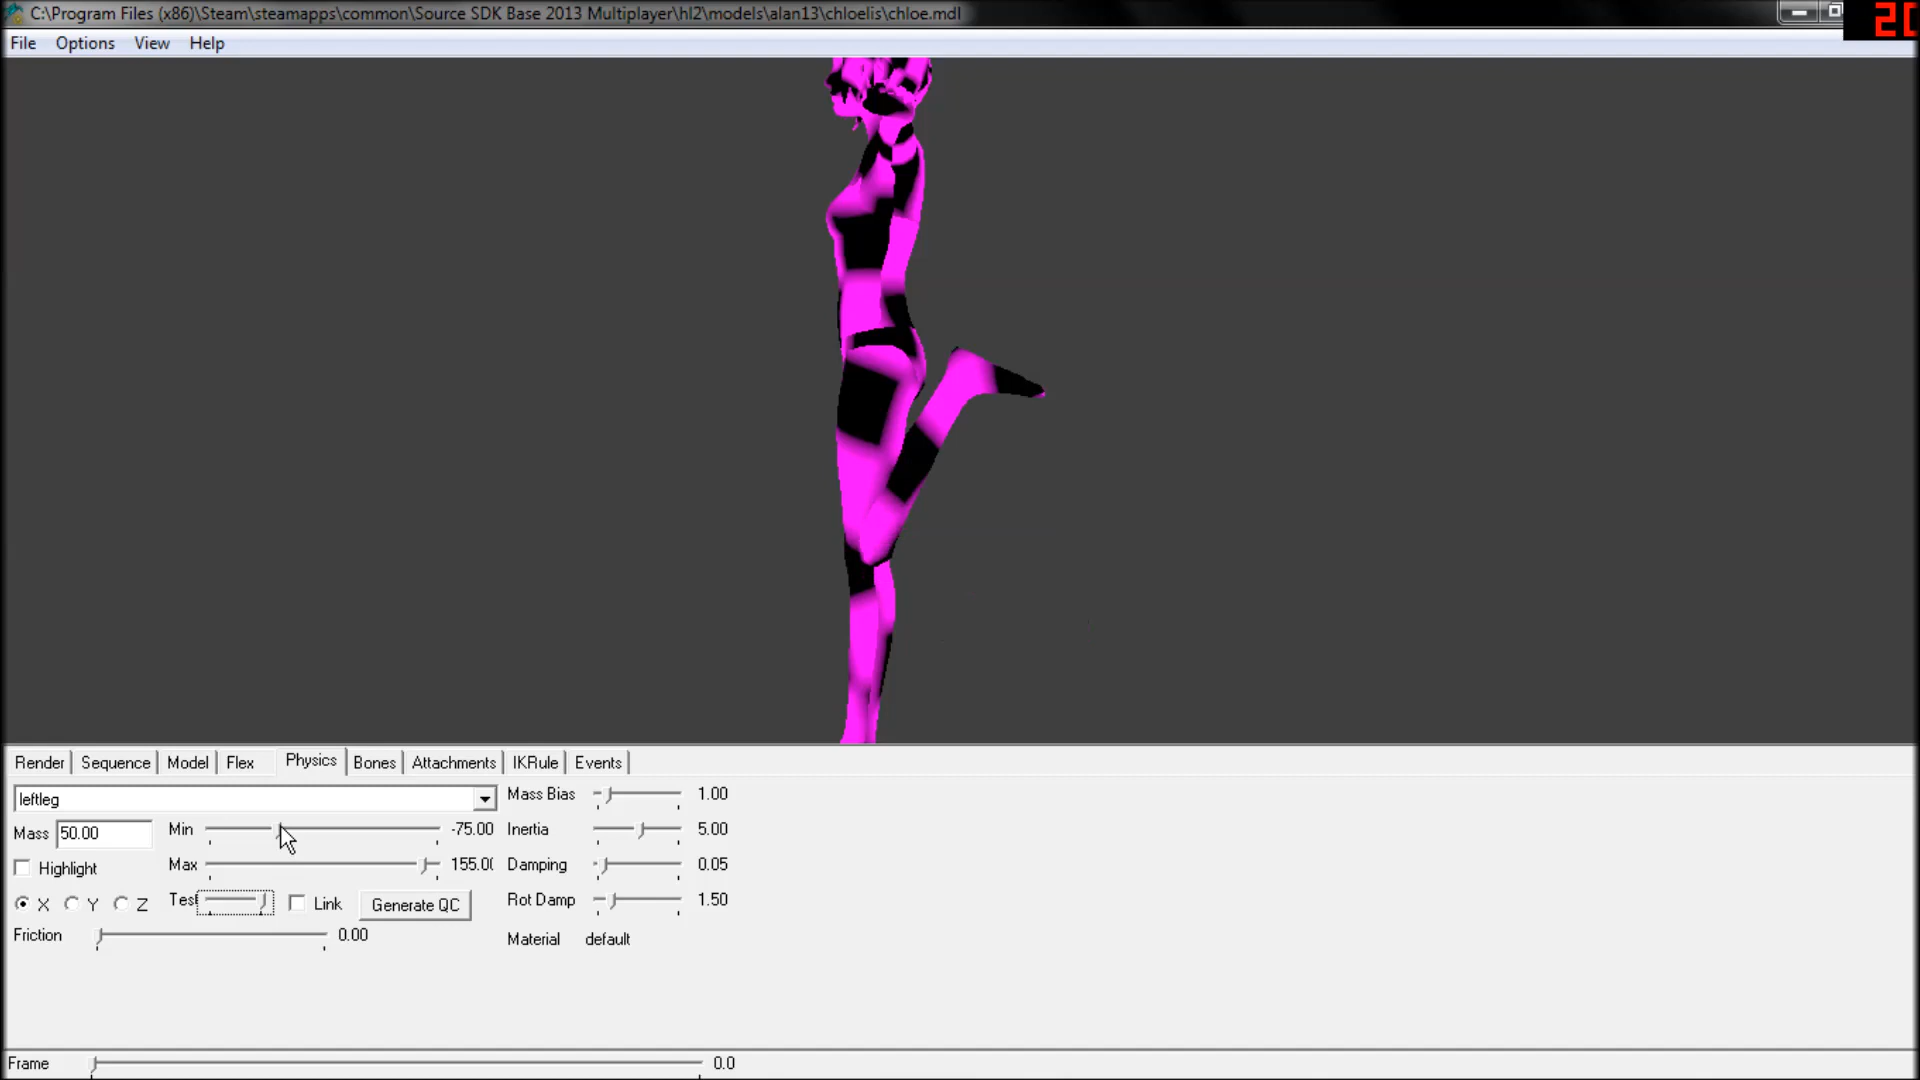 C:\Program Files (x86)\Steam\steamapps\common\Source SDK Base 2013 Multiplayer\hl2\models\alan13\chloelis\chloe.mdl
20
File Options View Help
Render Sequence Model Flex Physics Bones Attachments IKRule Events
leftleg
Mass Bias 1.00
Mass 50.00 Min -75.00 Inertia 5.00
Highlight Max 155.0( Damping 0.05
X Y Z Test Link Generate QC Rot Damp 1.50
Friction 0.00 Material default
Frame 0.0